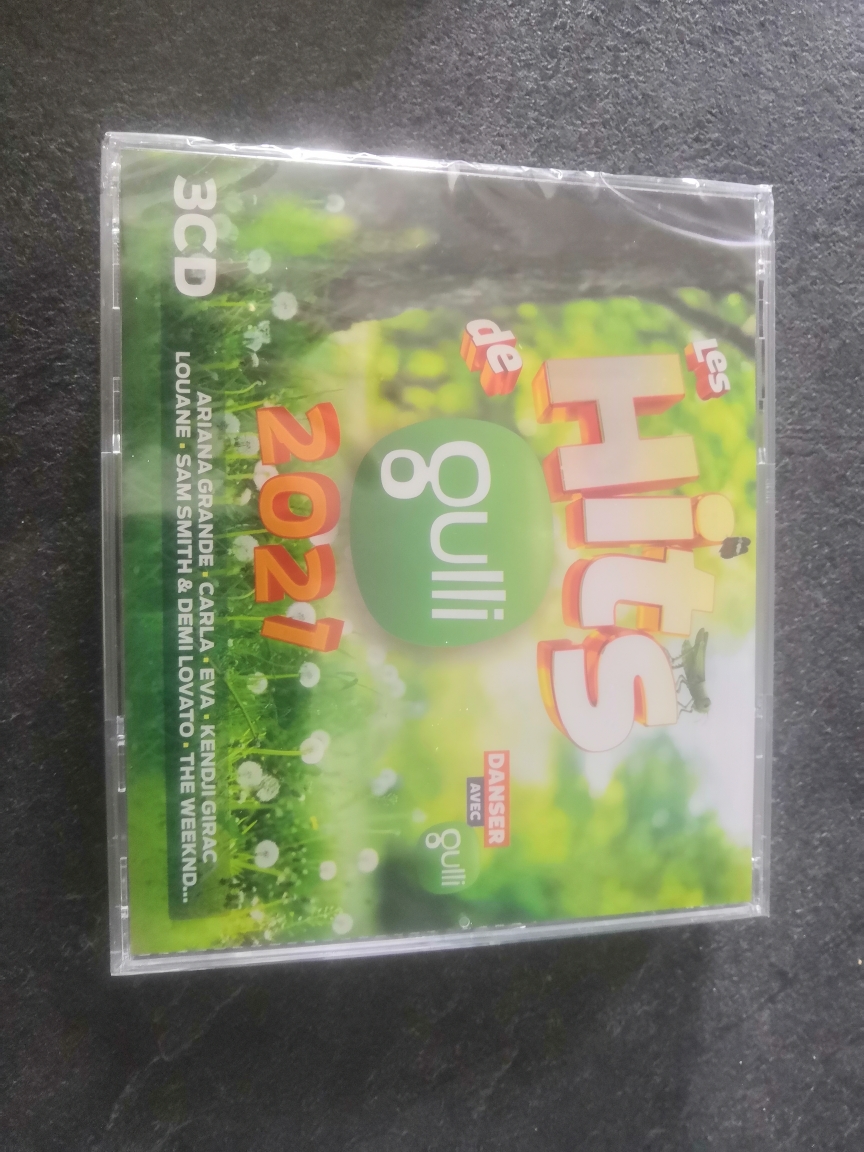 Les
Hits
de
gulli
2021
DANSER
AVEC
gulli
3CD
ARIANA GRANDE • CARLA • EVA • KENDJI GIRAC
LOUANE • SAM SMITH & DEMI LOVATO • THE WEEKND...